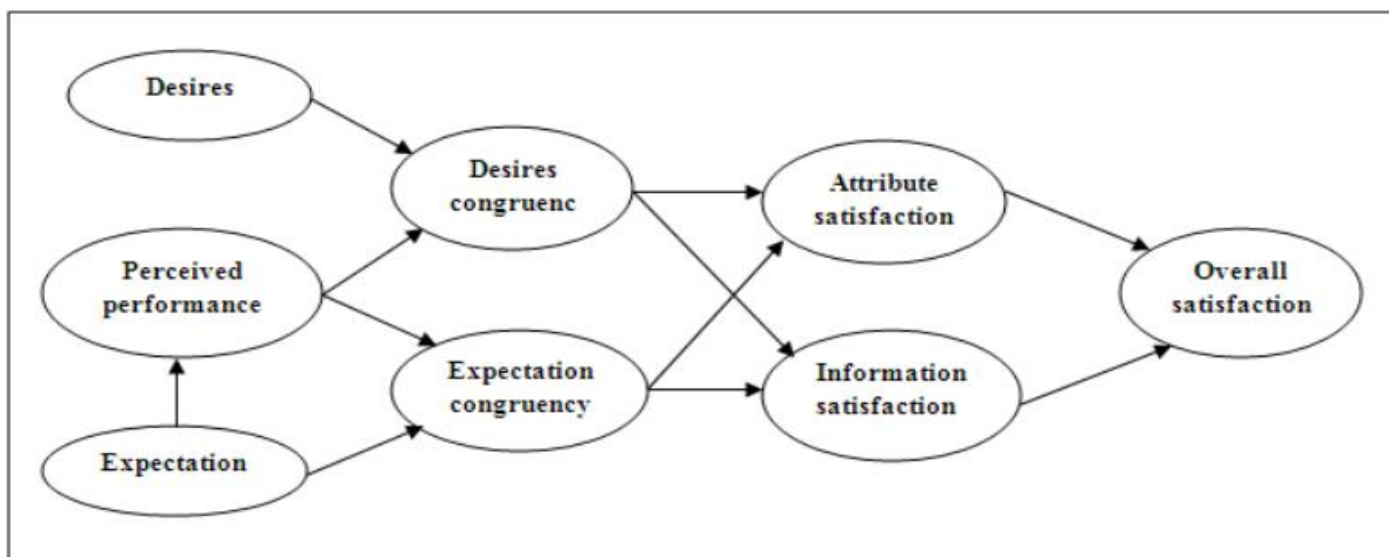 Desires
Desires
congruenc
Attribute
satisfaction
Perceived
performance
Overall
satisfaction
Expectation
congruency
Information
satisfaction
Expectation